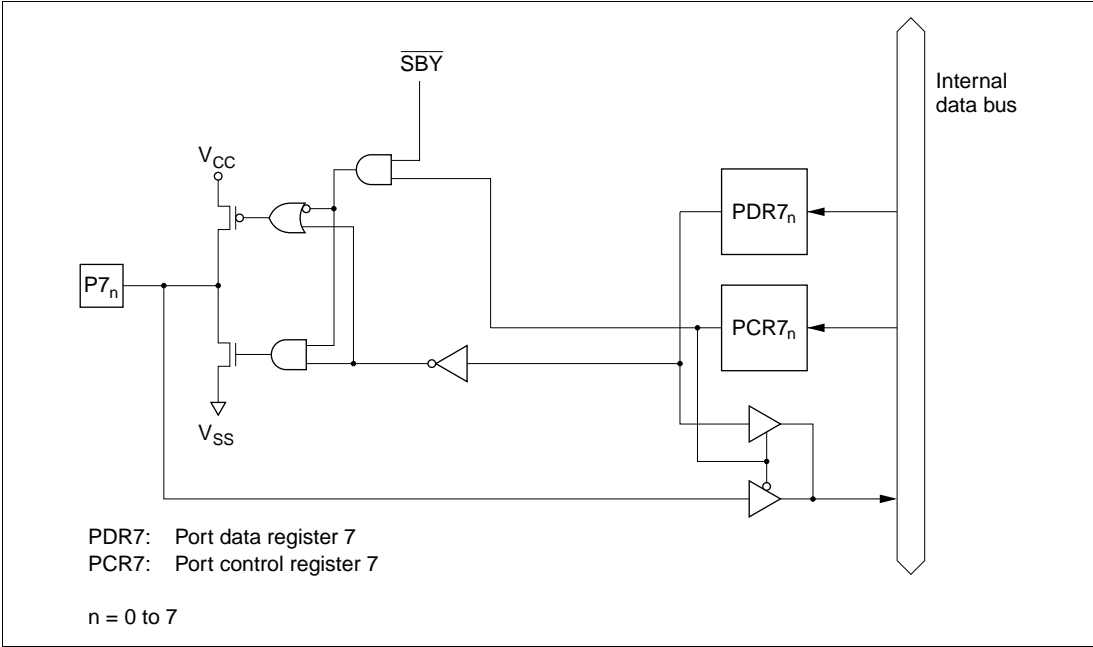 SBY
Internal
data bus
VCC
PDR7n
P7n
PCR7n
VSS
PDR7: Port data register 7
PCR7: Port control register 7
n = 0 to 7